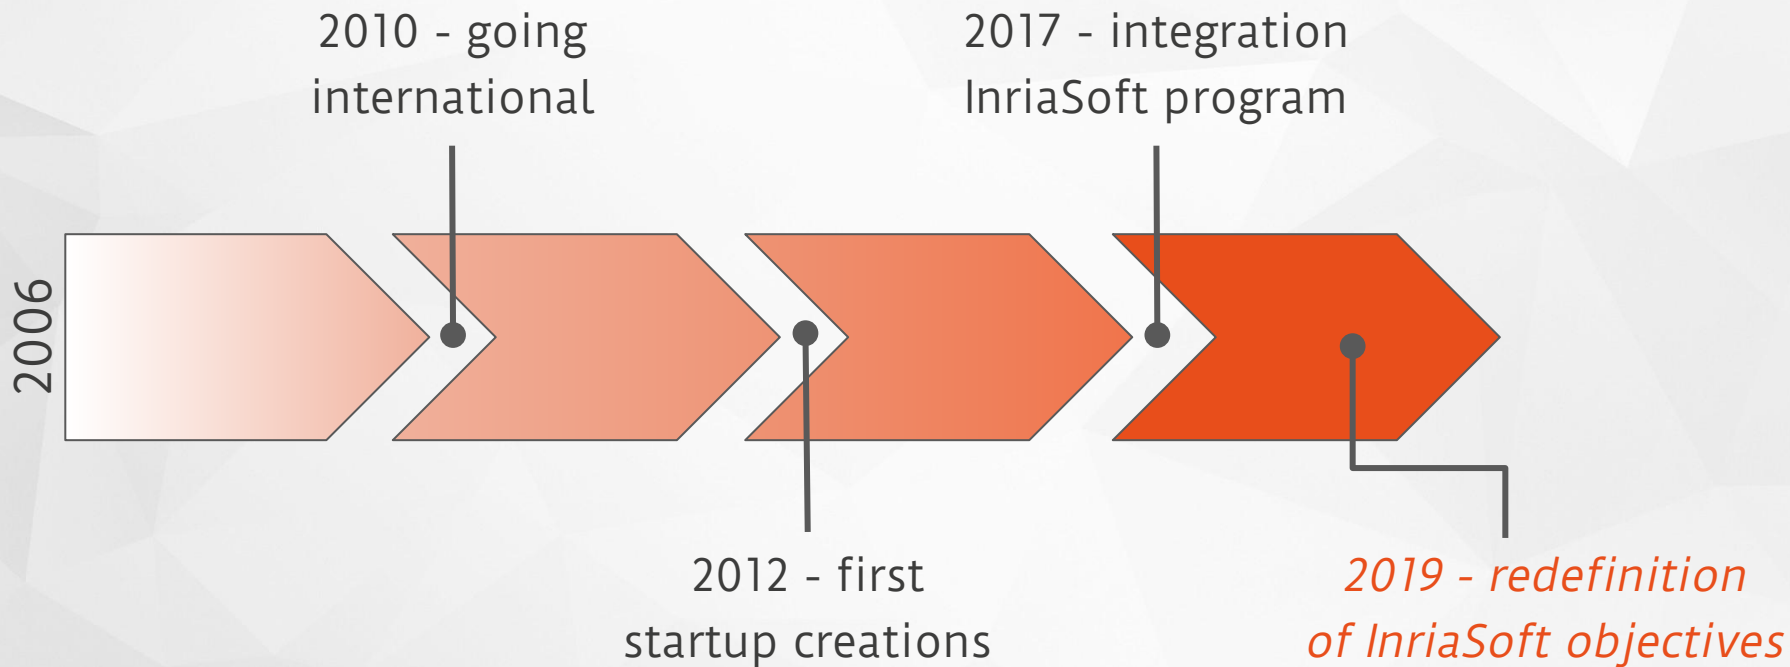 2010 - going
international
2017 - integration
InriaSoft program
2006
2012 - first
startup creations
2019 - redefinition
of InriaSoft objectives